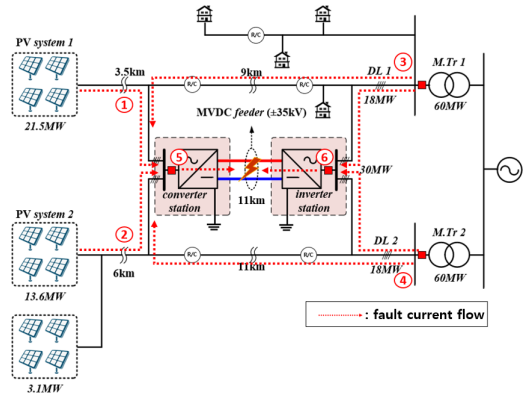 PV system 1
21.5MW
3.5km
R/C
R/C
9km
R/C
DL 1
18MW
③
M.Tr 1
60MW
①
MVDC feeder (±35kV)
⑤
⑥
30MW
converter
station
11km
inverter
station
PV system 2
②
13.6MW
6km
R/C
11km
R/C
DL 2
18MW
④
M.Tr 2
60MW
: fault current flow
3.1MW